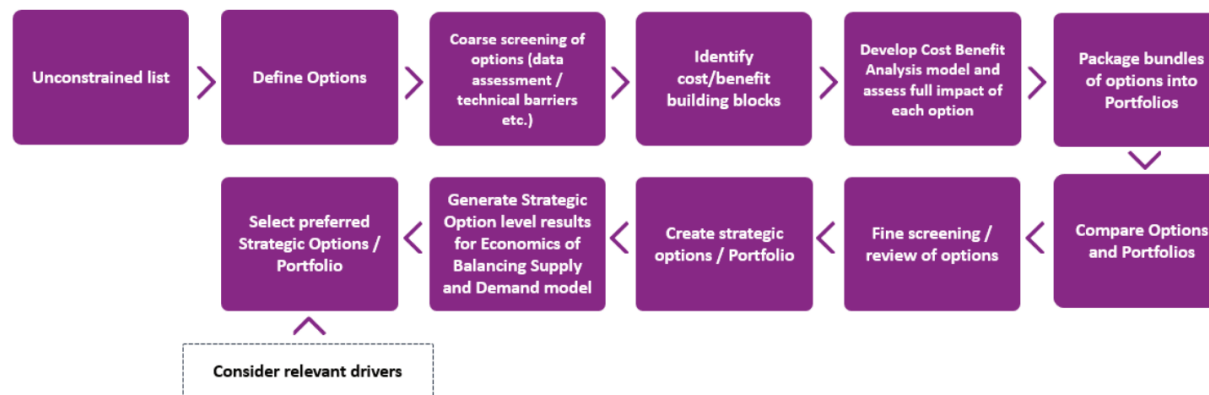 Unconstrained list
Define Options
Coarse screening of
options (data
assessment /
technical barriers
etc.)
Identify
cost/benefit
building blocks
Develop Cost Benefit
Analysis model and
assess full impact of
each option
Package bundles
of options into
Portfolios
Select preferred
Strategic Options /
Portfolio
Generate Strategic
Option level results
for Economics of
Balancing Supply
and Demand model
Create strategic
options / Portfolio
Fine screening /
review of options
Compare Options
and Portfolios
Consider relevant drivers